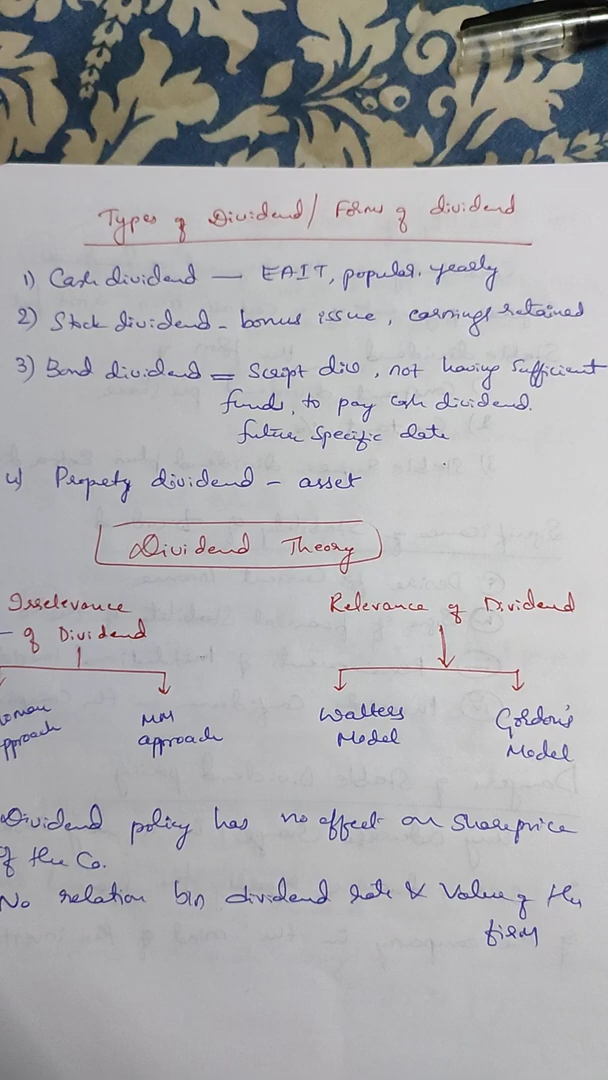 Types of Dividend/ Forms of dividend
1) Cash dividend — EAIT, popular. yearly
2) Stock dividend - bonus issue, earnings retained
3) Bond dividend = Script divd, not having sufficient
funds, to pay cash dividend.
future specific date
4) Property dividend - asset
Dividend Theory
Irrelevance Relevance of Dividend
- of Dividend
approach MM approach Walters Model Gordon's Model
Dividend policy has no effect on share price
of the Co.
No relation b/n dividend rate & Value of the
firm